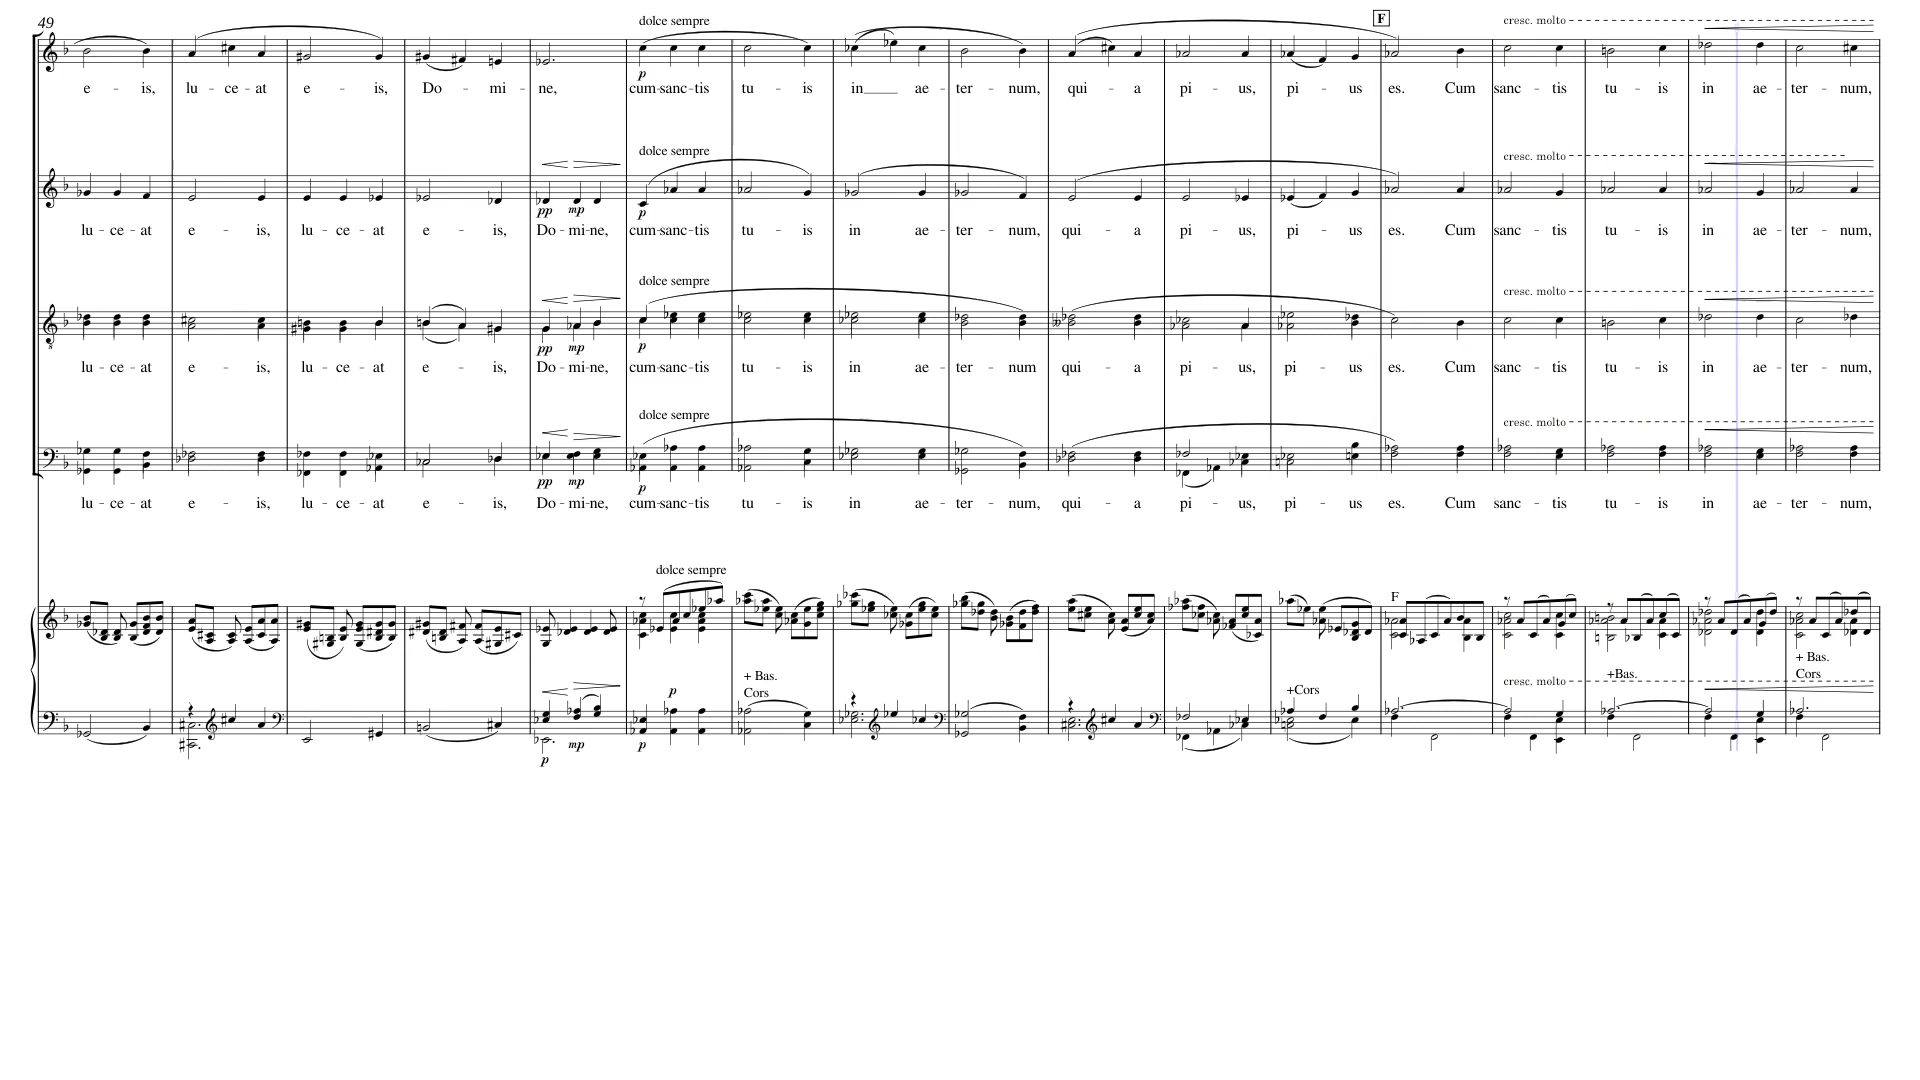 49
F
dolce sempre
cresc. molto
p
e - is, lu - ce - at e - is, Do - mi - ne, cum-sanc-tis tu - is in___ ae - ter - num, qui - a pi - us, pi - us es. Cum sanc - tis tu - is in ae - ter - num,
dolce sempre
cresc. molto
pp mp p
lu - ce - at e - is, lu - ce - at e - is, Do - mi-ne, cum-sanc-tis tu - is in ae - ter - num, qui - a pi - us, pi - us es. Cum sanc - tis tu - is in ae - ter - num,
dolce sempre
cresc. molto
pp mp p
lu - ce - at e - is, lu - ce - at e - is, Do - mi-ne, cum-sanc-tis tu - is in ae - ter - num qui - a pi - us, pi - us es. Cum sanc - tis tu - is in ae - ter - num,
dolce sempre
cresc. molto
pp mp p
lu - ce - at e - is, lu - ce - at e - is, Do - mi-ne, cum-sanc-tis tu - is in ae - ter - num, qui - a pi - us, pi - us es. Cum sanc - tis tu - is in ae - ter - num,
dolce sempre
F
+ Bas.
Cors
+Cors
cresc. molto
+Bas.
+ Bas.
Cors
p
mp p
p